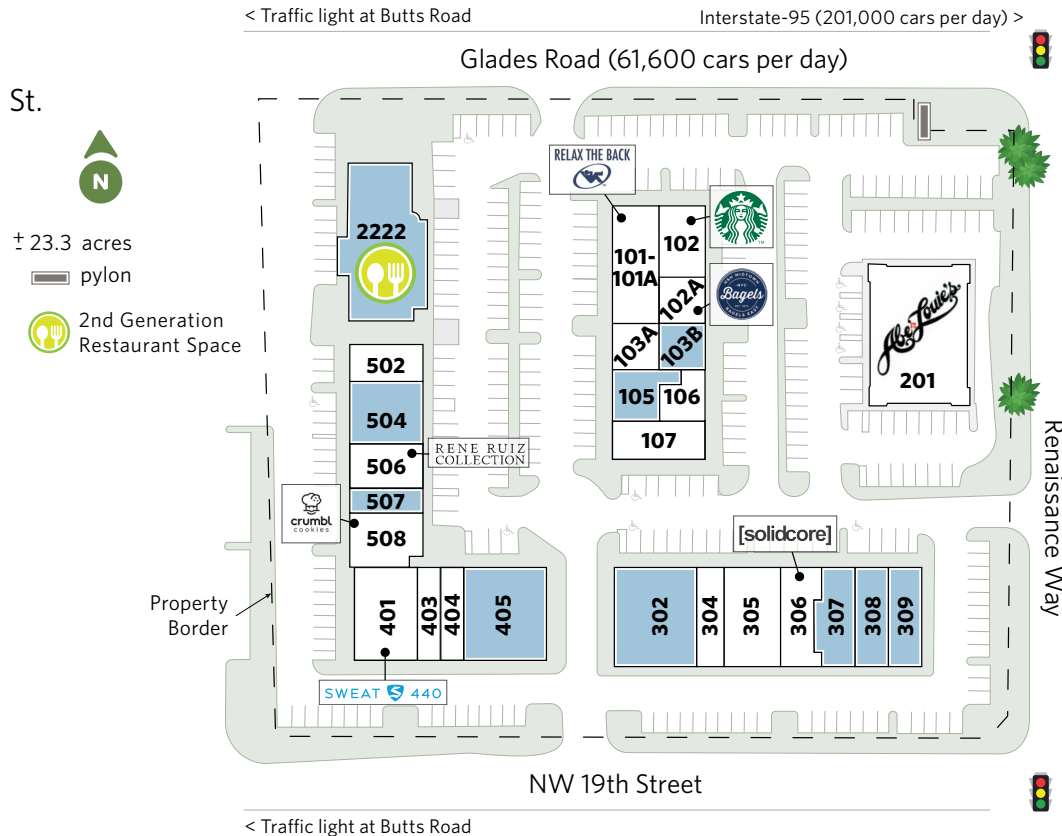 < Traffic light at Butts Road
Interstate-95 (201,000 cars per day) >
Glades Road (61,600 cars per day)
St.
N
± 23.3 acres
pylon
2nd Generation
Restaurant Space
RELAX THE BACK
2222
101-
101A
102
102A
NEW MIDTOWN
NYC
Bagels
103A
103B
105
106
107
Abe & Louie's
201
502
504
506
507
508
RENE RUIZ
COLLECTION
crumbl
cookies
[solidcore]
Renaissance Way
Property
Border
401
403
404
405
302
304
305
306
307
308
309
SWEAT S 440
NW 19th Street
< Traffic light at Butts Road